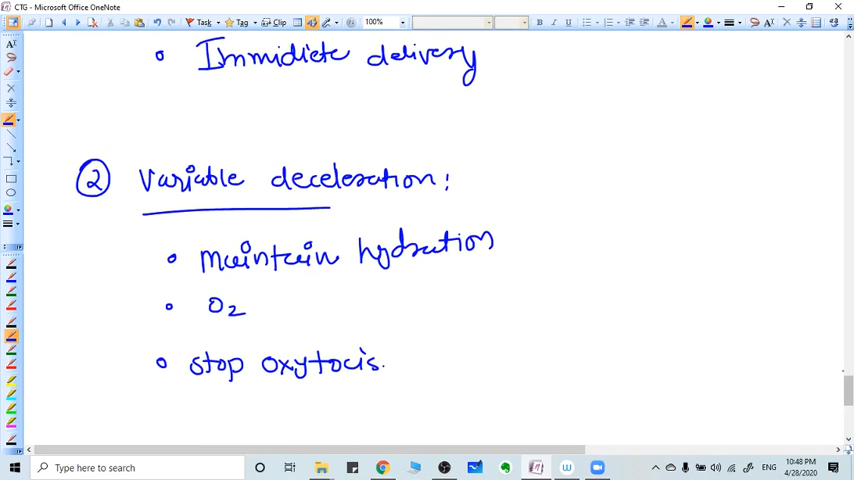 CTG - Microsoft Office OneNote
Task
Tag
Clip
100%
B I U
• Immidiete delivery
② Variable deceleration:
• maintain hydration
• O2
• stop oxytocis.
Type here to search
ENG
10:48 PM
4/28/2020